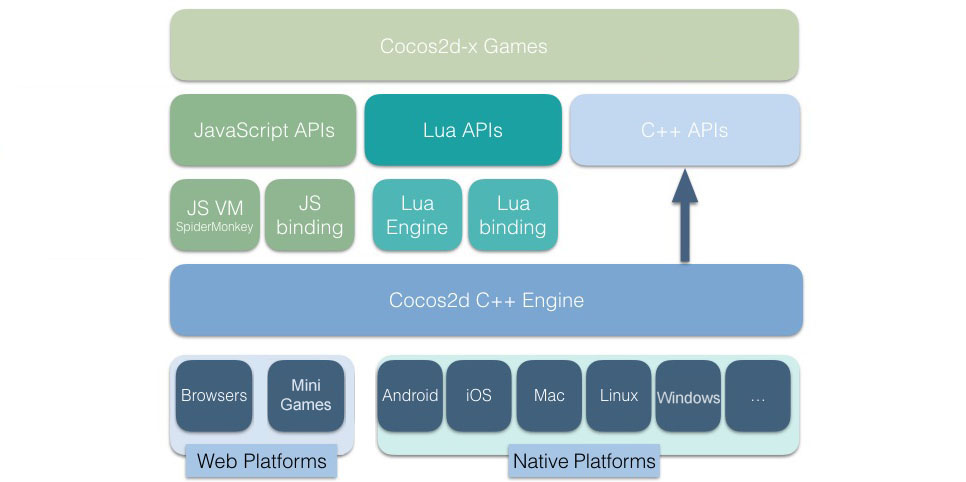 Cocos2d-x Games
JavaScript APIs
Lua APIs
C++ APIs
JS VM
SpiderMonkey
JS
binding
Lua
Engine
Lua
binding
Cocos2d C++ Engine
Browsers
Mini
Games
Android
iOS
Mac
Linux
Windows
...
Web Platforms
Native Platforms